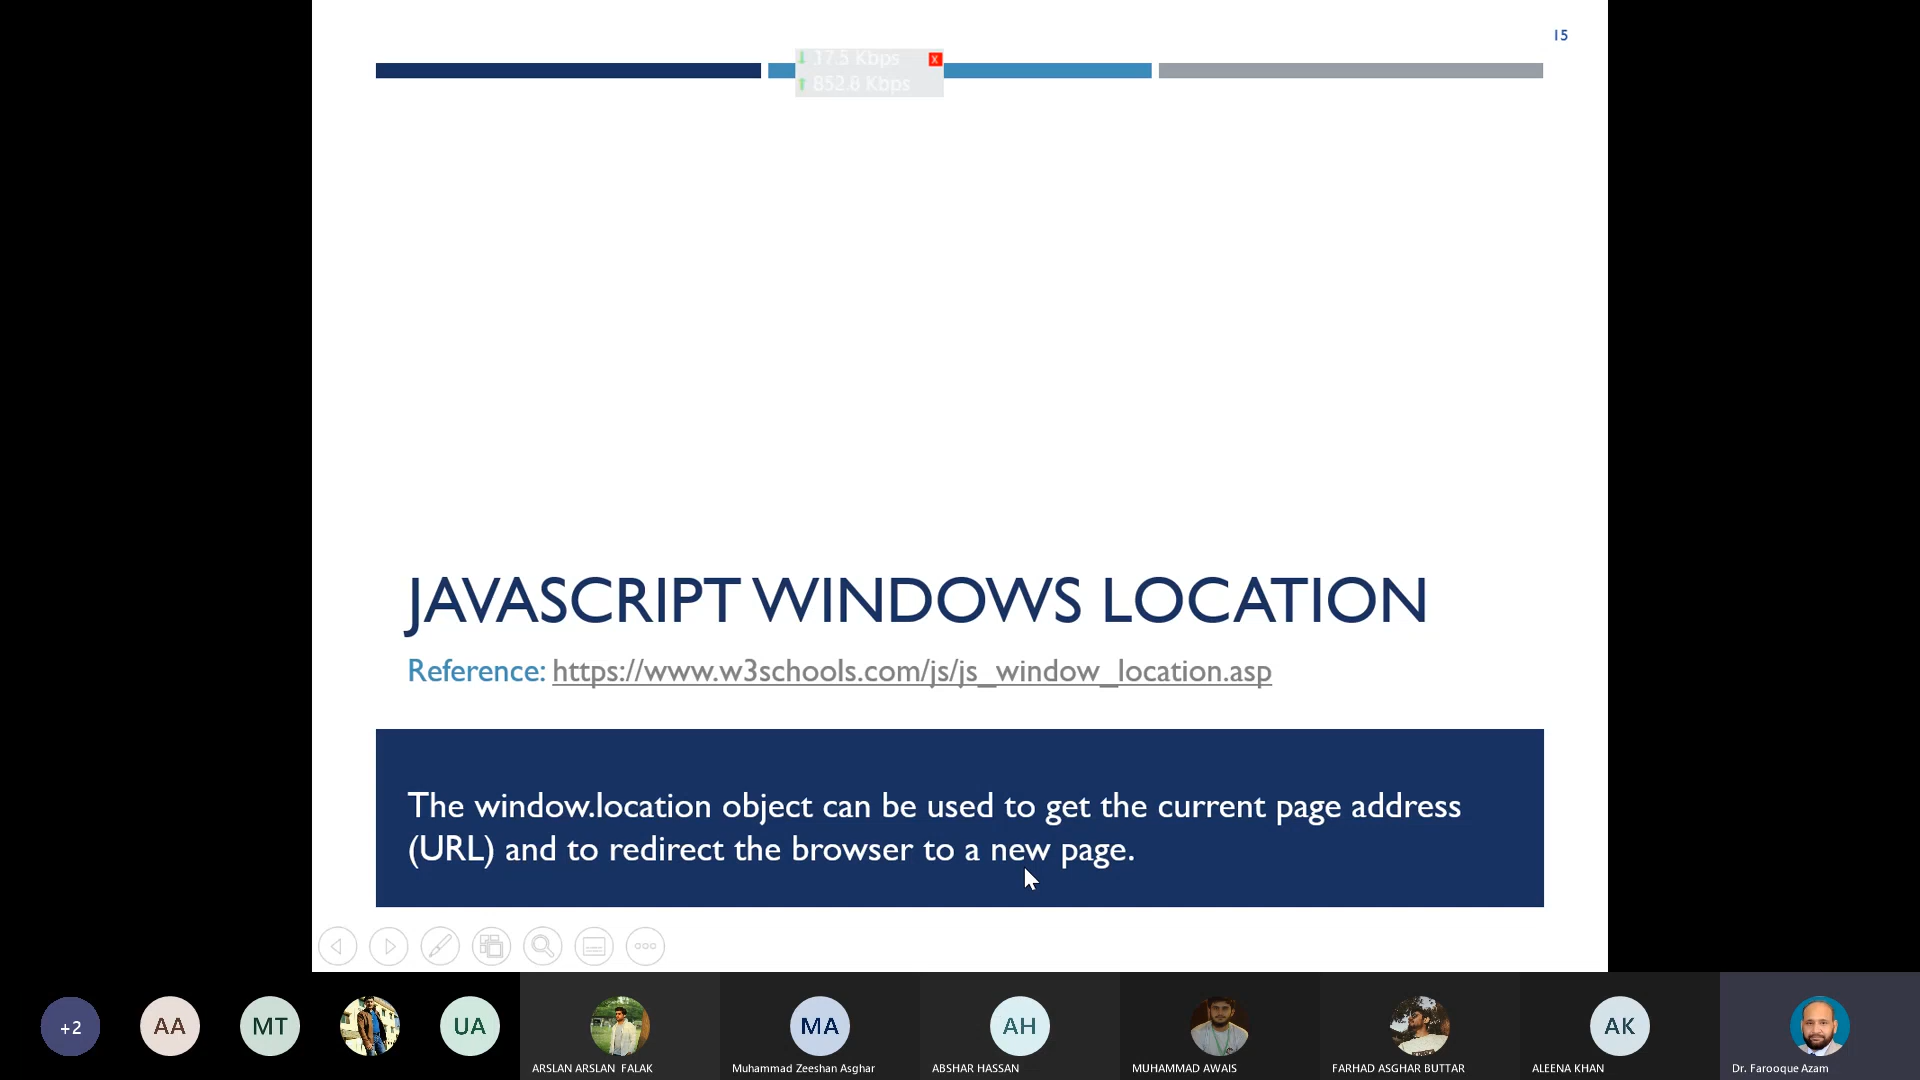 15
17.5 Kbps
x
852.8 Kbps
JAVASCRIPT WINDOWS LOCATION
Reference: https://www.w3schools.com/js/js_window_location.asp
The window.location object can be used to get the current page address
(URL) and to redirect the browser to a new page.
+2
AA
MT
UA
MA
AH
AK
ARSLAN ARSLAN FALAK
Muhammad Zeeshan Asghar
ABSHAR HASSAN
MUHAMMAD AWAIS
FARHAD ASGHAR BUTTAR
ALEENA KHAN
Dr. Farooque Azam